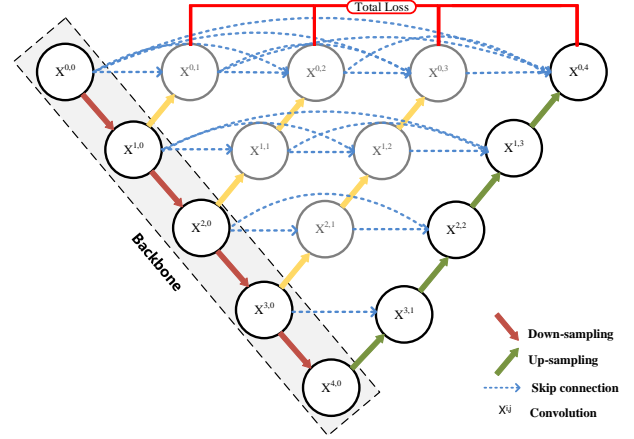 Total Loss
X0,0
X0,1
X0,2
X0,3
X0,4
X1,0
X1,1
X1,2
X1,3
X2,0
X2,1
X2,2
Backbone
X3,0
X3,1
X4,0
Down-sampling
Up-sampling
Skip connection
Xi,j Convolution